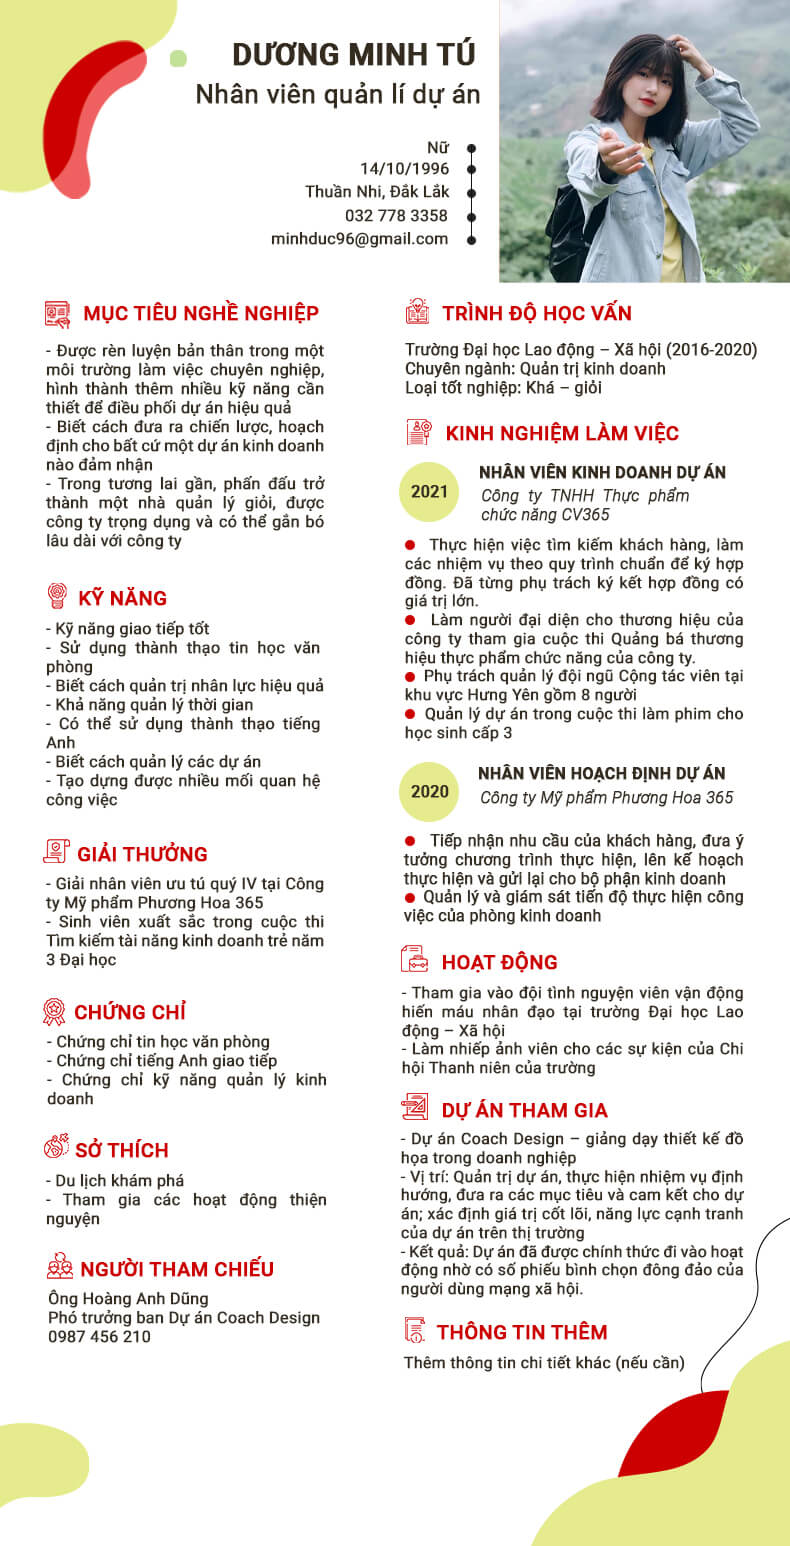 DƯƠNG MINH TÚ
Nhân viên quản lí dự án
Nữ
14/10/1996
Thuần Nhi, Đắk Lắk
032 778 3358
minhduc96@gmail.com
MỤC TIÊU NGHỀ NGHIỆP
- Được rèn luyện bản thân trong một
môi trường làm việc chuyên nghiệp,
hình thành thêm nhiều kỹ năng cần
thiết để điều phối dự án hiệu quả
- Biết cách đưa ra chiến lược, hoạch
định cho bất cứ một dự án kinh doanh
nào đảm nhận
- Trong tương lai gần, phấn đấu trở
thành một nhà quản lý giỏi, được
công ty trọng dụng và có thể gắn bó
lâu dài với công ty
KỸ NĂNG
- Kỹ năng giao tiếp tốt
- Sử dụng thành thạo tin học văn
phòng
- Biết cách quản trị nhân lực hiệu quả
- Khả năng quản lý thời gian
- Có thể sử dụng thành thạo tiếng
Anh
- Biết cách quản lý các dự án
- Tạo dựng được nhiều mối quan hệ
công việc
GIẢI THƯỞNG
- Giải nhân viên ưu tú quý IV tại Công
ty Mỹ phẩm Phương Hoa 365
- Sinh viên xuất sắc trong cuộc thi
Tìm kiếm tài năng kinh doanh trẻ năm
3 Đại học
CHỨNG CHỈ
- Chứng chỉ tin học văn phòng
- Chứng chỉ tiếng Anh giao tiếp
- Chứng chỉ kỹ năng quản lý kinh
doanh
SỞ THÍCH
- Du lịch khám phá
- Tham gia các hoạt động thiện
nguyện
NGƯỜI THAM CHIẾU
Ông Hoàng Anh Dũng
Phó trưởng ban Dự án Coach Design
0987 456 210
TRÌNH ĐỘ HỌC VẤN
Trường Đại học Lao động – Xã hội (2016-2020)
Chuyên ngành: Quản trị kinh doanh
Loại tốt nghiệp: Khá – giỏi
KINH NGHIỆM LÀM VIỆC
2021
NHÂN VIÊN KINH DOANH DỰ ÁN
Công ty TNHH Thực phẩm
chức năng CV365
● Thực hiện việc tìm kiếm khách hàng, làm
các nhiệm vụ theo quy trình chuẩn để ký hợp
đồng. Đã từng phụ trách ký kết hợp đồng có
giá trị lớn.
● Làm người đại diện cho thương hiệu của
công ty tham gia cuộc thi Quảng bá thương
hiệu thực phẩm chức năng của công ty.
● Phụ trách quản lý đội ngũ Cộng tác viên tại
khu vực Hưng Yên gồm 8 người
● Quản lý dự án trong cuộc thi làm phim cho
học sinh cấp 3
2020
NHÂN VIÊN HOẠCH ĐỊNH DỰ ÁN
Công ty Mỹ phẩm Phương Hoa 365
● Tiếp nhận nhu cầu của khách hàng, đưa ý
tưởng chương trình thực hiện, lên kế hoạch
thực hiện và gửi lại cho bộ phận kinh doanh
● Quản lý và giám sát tiến độ thực hiện công
việc của phòng kinh doanh
HOẠT ĐỘNG
- Tham gia vào đội tình nguyện viên vận động
hiến máu nhân đạo tại trường Đại học Lao
động – Xã hội
- Làm nhiếp ảnh viên cho các sự kiện của Chi
hội Thanh niên của trường
DỰ ÁN THAM GIA
- Dự án Coach Design – giảng dạy thiết kế đồ
họa trong doanh nghiệp
- Vị trí: Quản trị dự án, thực hiện nhiệm vụ định
hướng, đưa ra các mục tiêu và cam kết cho dự
án; xác định giá trị cốt lõi, năng lực cạnh tranh
của dự án trên thị trường
- Kết quả: Dự án đã được chính thức đi vào hoạt
động nhờ có số phiếu bình chọn đông đảo của
người dùng mạng xã hội.
THÔNG TIN THÊM
Thêm thông tin chi tiết khác (nếu cần)